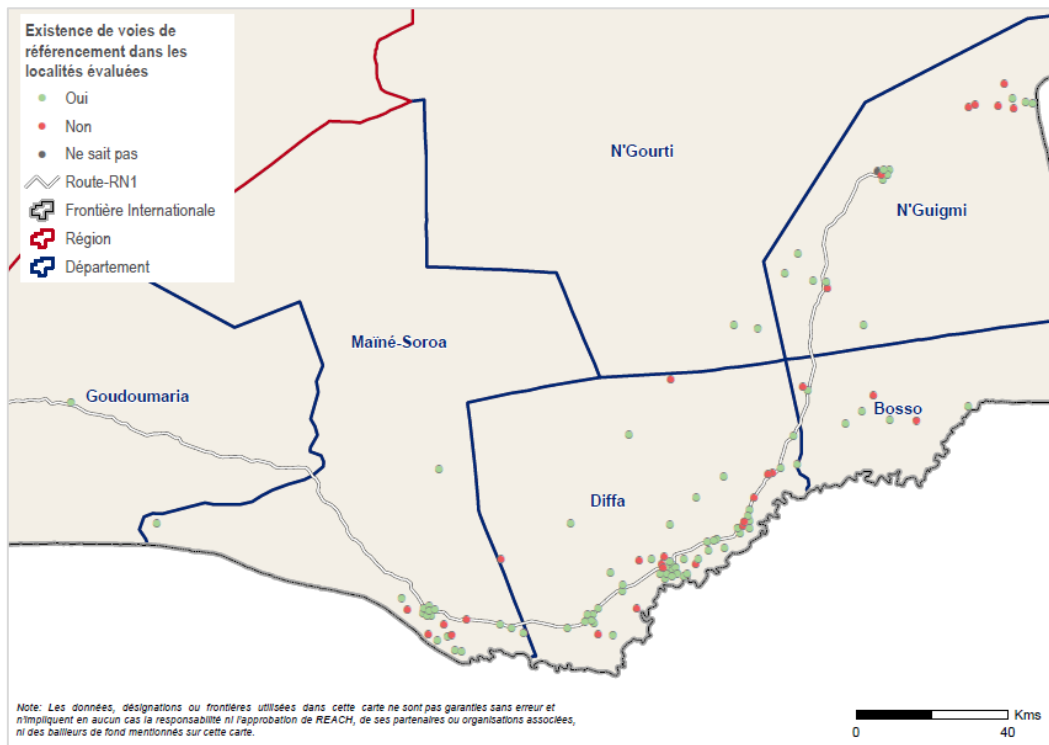 Existence de voies de
référencement dans les
localités évaluées
Oui
Non
Ne sait pas
Route-RN1
Frontière Internationale
Région
Département
N'Gourti
N'Guigmi
Maïné-Soroa
Goudoumaria
Bosso
Diffa
Note: Les données, désignations ou frontières utilisées dans cette carte ne sont pas garanties sans erreur et
n'impliquent en aucun cas la responsabilité ni l'approbation de REACH, de ses partenaires ou organisations associées,
ni des bailleurs de fond mentionnés sur cette carte.
Kms
0 40